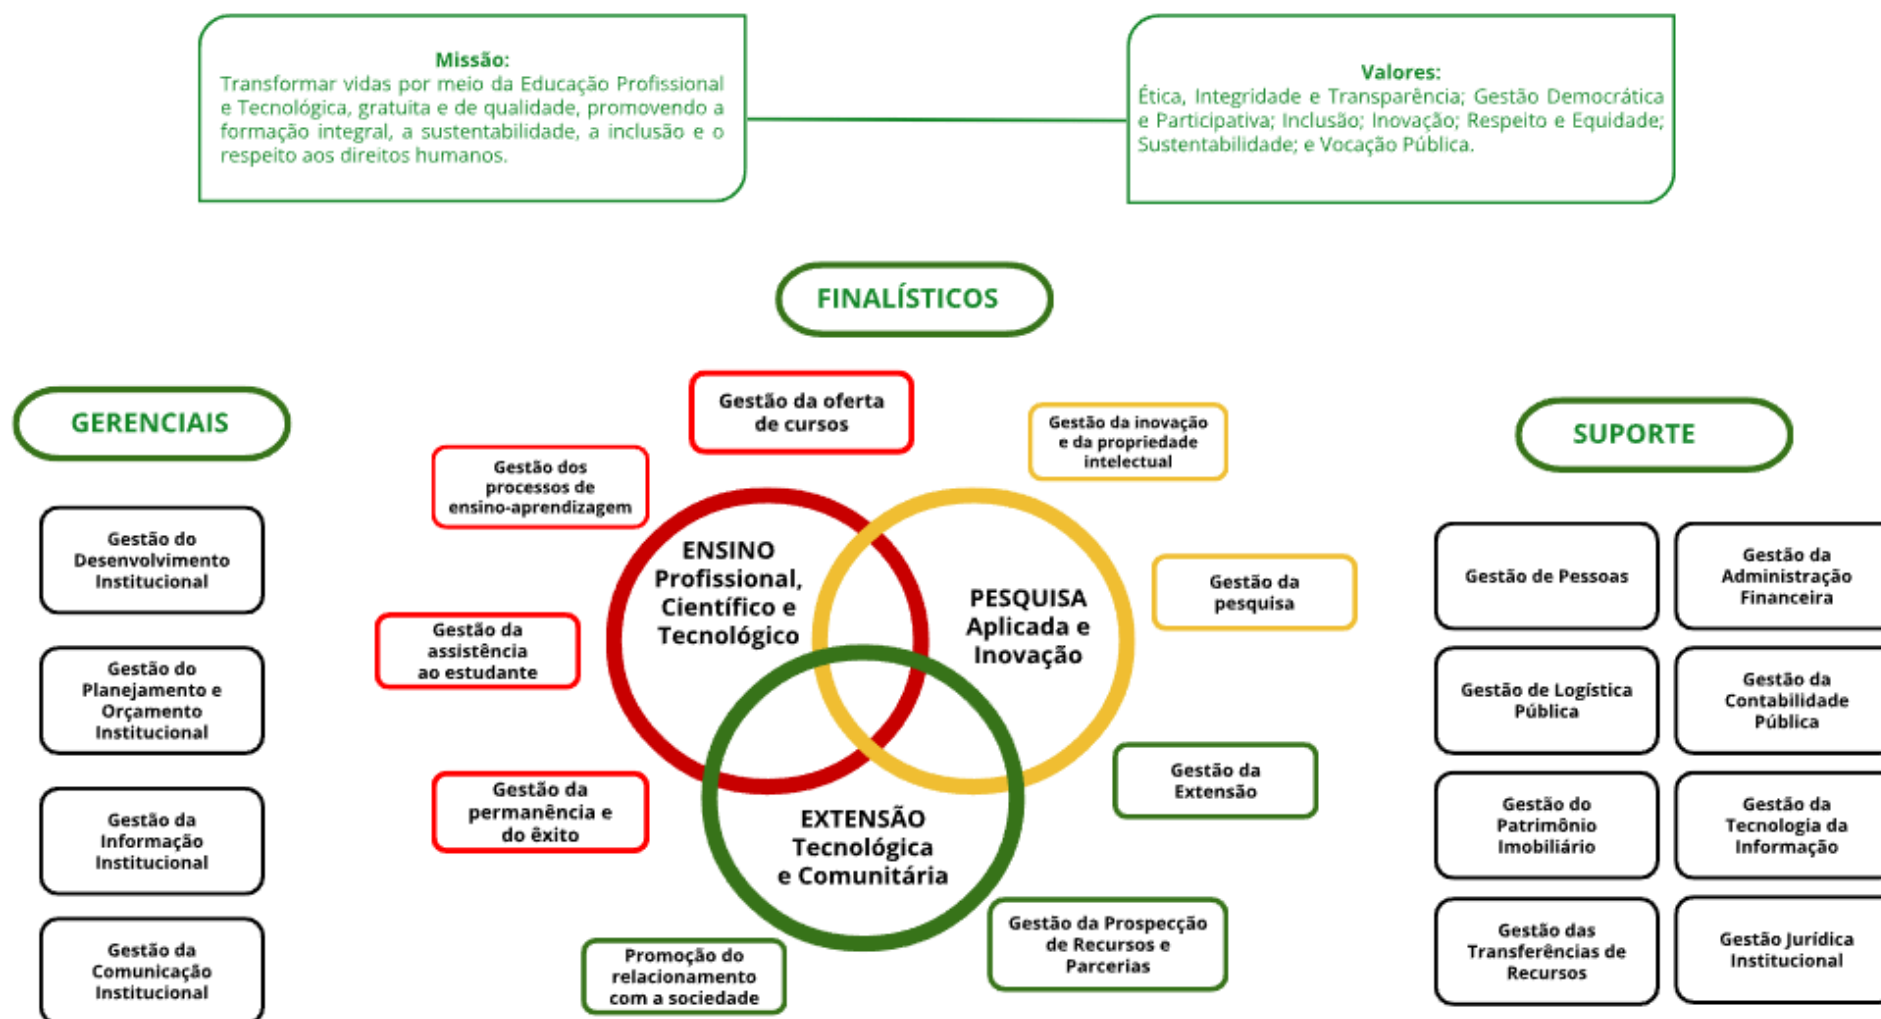 Missão:
Transformar vidas por meio da Educação Profissional
e Tecnológica, gratuita e de qualidade, promovendo a
formação integral, a sustentabilidade, a inclusão e o
respeito aos direitos humanos.
Valores:
Ética, Integridade e Transparência; Gestão Democrática
e Participativa; Inclusão; Inovação; Respeito e Equidade;
Sustentabilidade; e Vocação Pública.
FINALÍSTICOS
GERENCIAIS
Gestão do
Desenvolvimento
Institucional
Gestão do
Planejamento e
Orçamento
Institucional
Gestão da
Informação
Institucional
Gestão da
Comunicação
Institucional
Gestão da oferta
de cursos
Gestão dos
processos de
ensino-aprendizagem
Gestão da
assistência
ao estudante
Gestão da
permanência e
do êxito
ENSINO
Profissional,
Científico e
Tecnológico
PESQUISA
Aplicada e
Inovação
EXTENSÃO
Tecnológica
e Comunitária
Gestão da inovação
e da propriedade
intelectual
Gestão da
pesquisa
Gestão da
Extensão
Gestão da Prospecção
de Recursos e
Parcerias
Promoção do
relacionamento
com a sociedade
SUPORTE
Gestão de Pessoas
Gestão da
Administração
Financeira
Gestão de Logística
Pública
Gestão da
Contabilidade
Pública
Gestão do
Patrimônio
Imobiliário
Gestão da
Tecnologia da
Informação
Gestão das
Transferências de
Recursos
Gestão Jurídica
Institucional